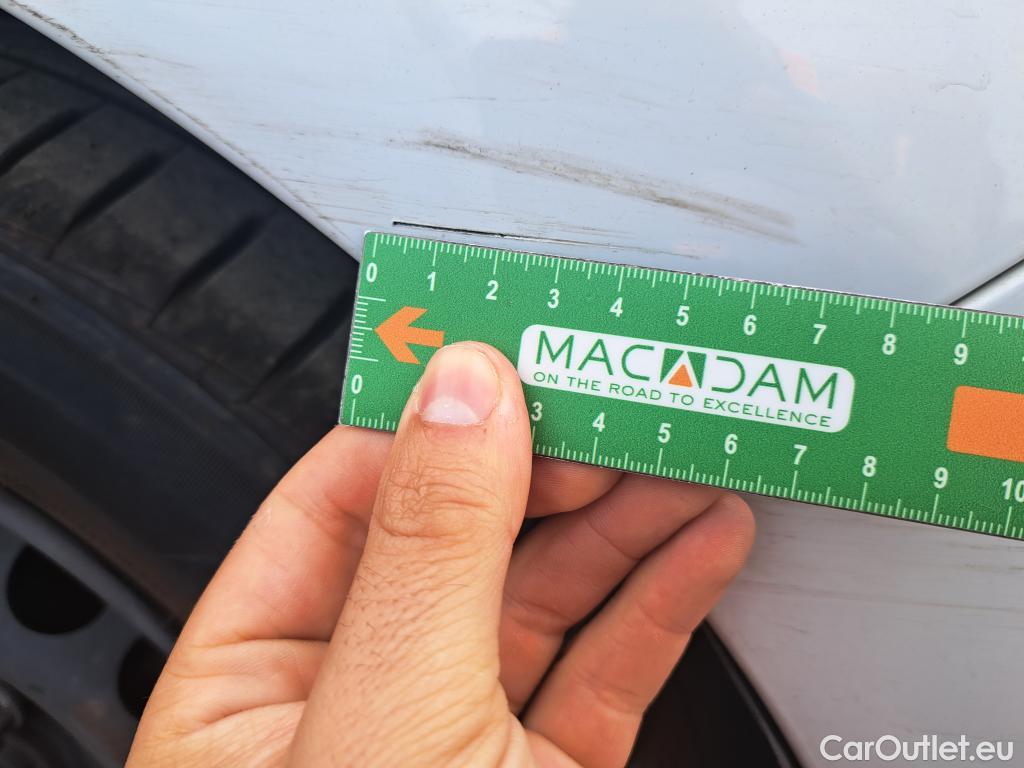 0 1 2 3 4 5 6 7 8 9
MACADAM
ON THE ROAD TO EXCELLENCE
0 3 4 5 6 7 8 9 10
CarOutlet.eu